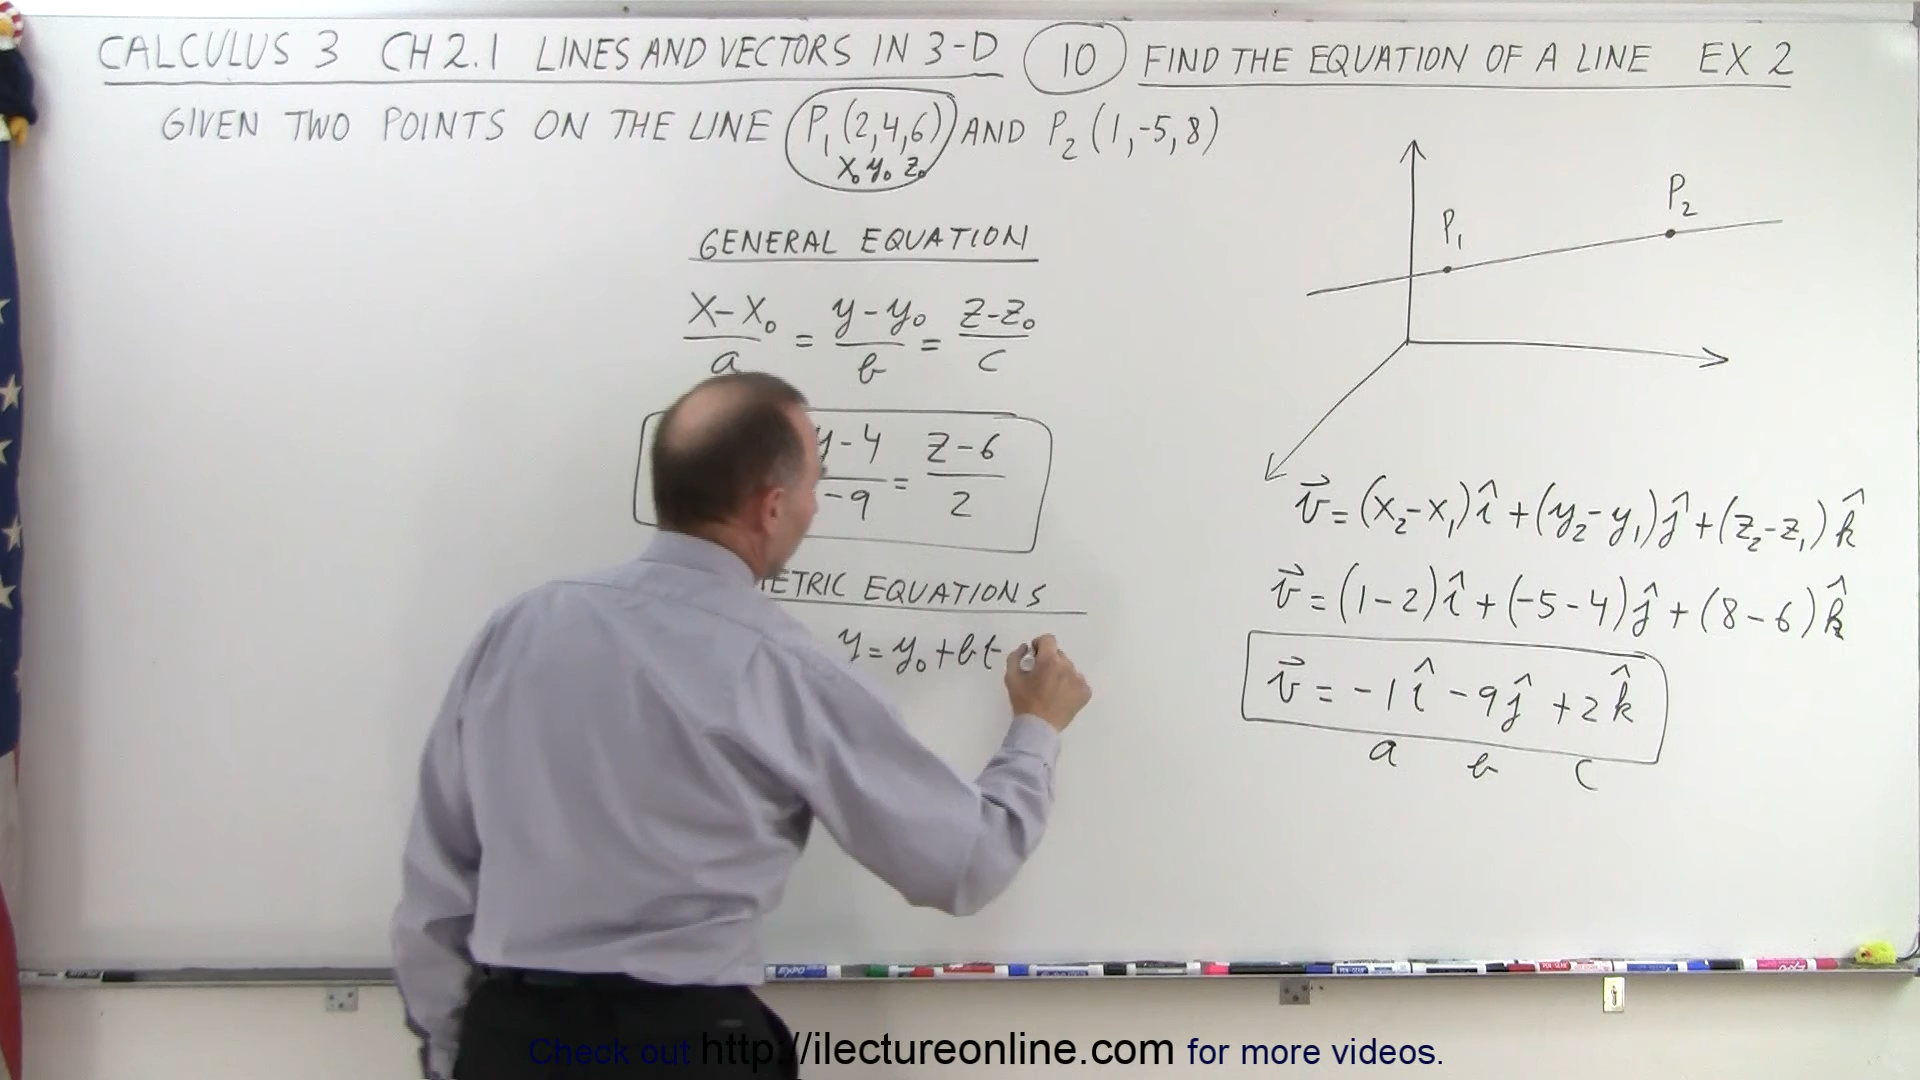 CALCULUS 3 CH 2.1 LINES AND VECTORS IN 3-D 10 FIND THE EQUATION OF A LINE EX 2
GIVEN TWO POINTS ON THE LINE P₁(2,4,6) AND P₂(1,-5,8)
x₀ y₀ z₀
GENERAL EQUATION
(x-x₀)/a = (y-y₀)/b = (z-z₀)/c
y-4/-9 = z-6/2
ETRIC EQUATIONS
y = y₀ + bt
P₁
P₂
v⃗ = (x₂-x₁)î + (y₂-y₁)ĵ + (z₂-z₁)k̂
v⃗ = (1-2)î + (-5-4)ĵ + (8-6)k̂
v⃗ = -1î - 9ĵ + 2k̂
a b c
EXPO
Check out http://ilectureonline.com for more videos.